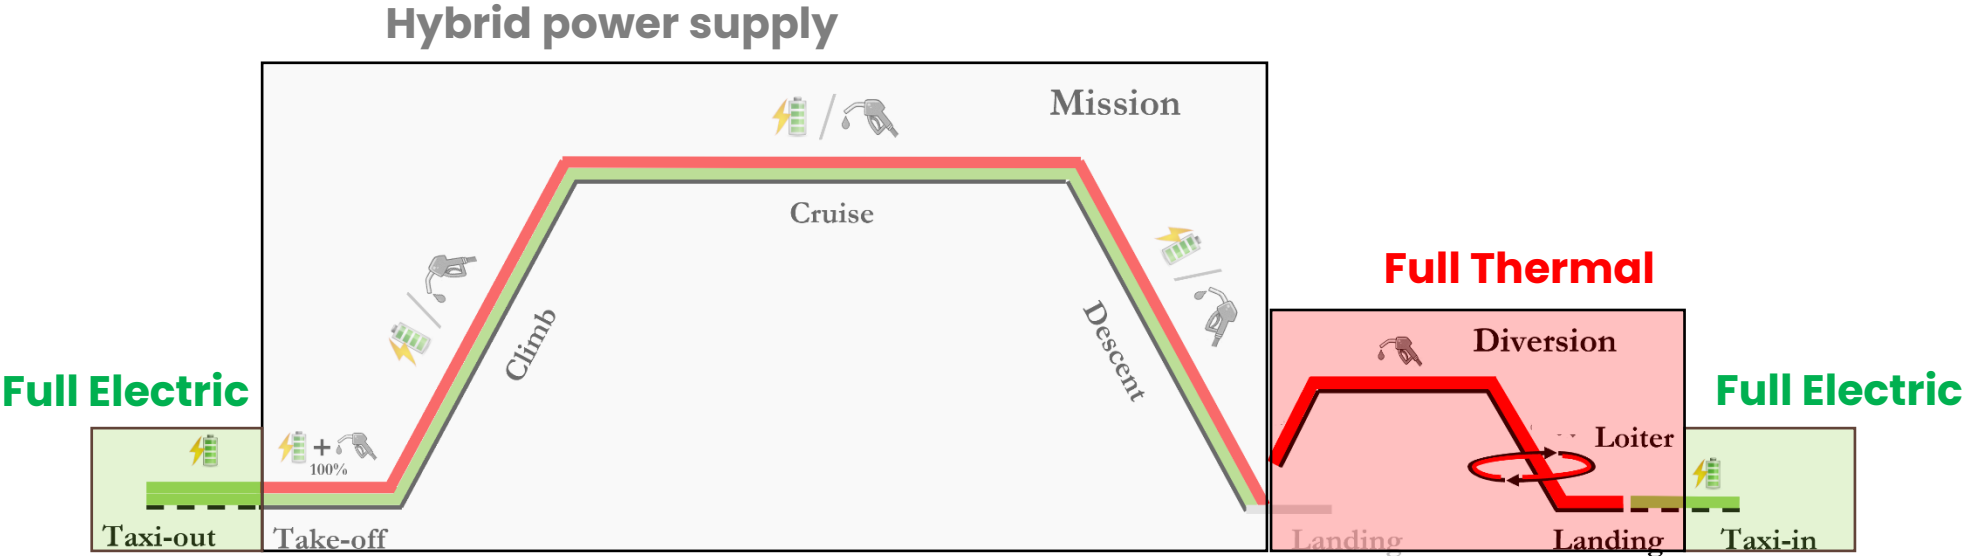 Hybrid power supply
Mission
Cruise
Climb
Descent
Full Thermal
Diversion
Loiter
Full Electric
Full Electric
+
100%
/
/
/
Taxi-out
Take-off
Landing
Landing
Taxi-in